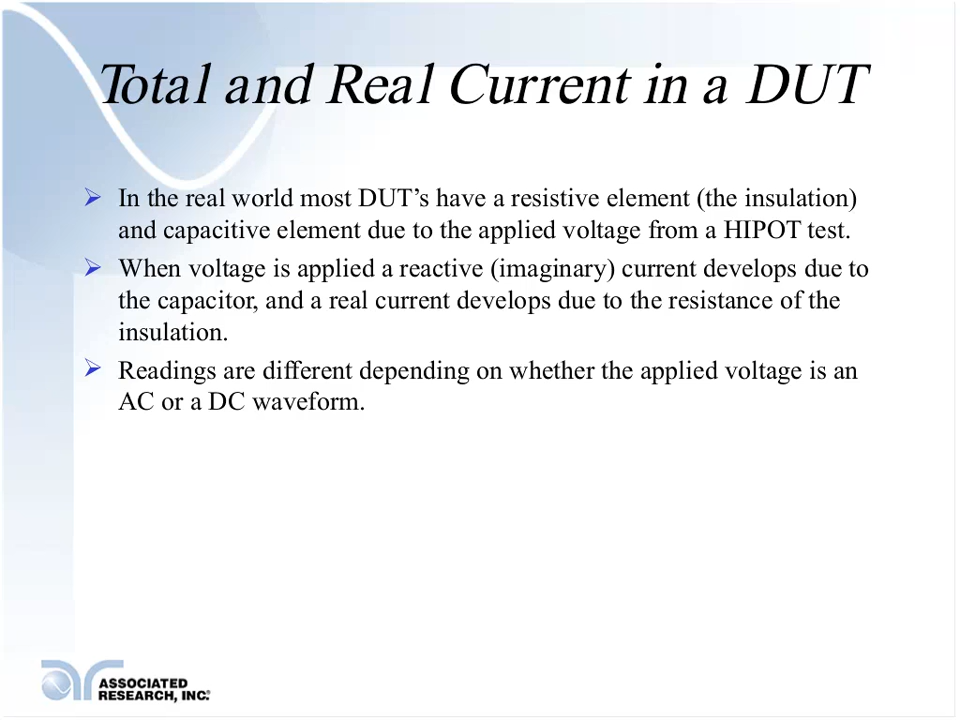 Total and Real Current in a DUT
In the real world most DUT’s have a resistive element (the insulation)
and capacitive element due to the applied voltage from a HIPOT test.
When voltage is applied a reactive (imaginary) current develops due to
the capacitor, and a real current develops due to the resistance of the
insulation.
Readings are different depending on whether the applied voltage is an
AC or a DC waveform.
ASSOCIATED
RESEARCH, INC.®